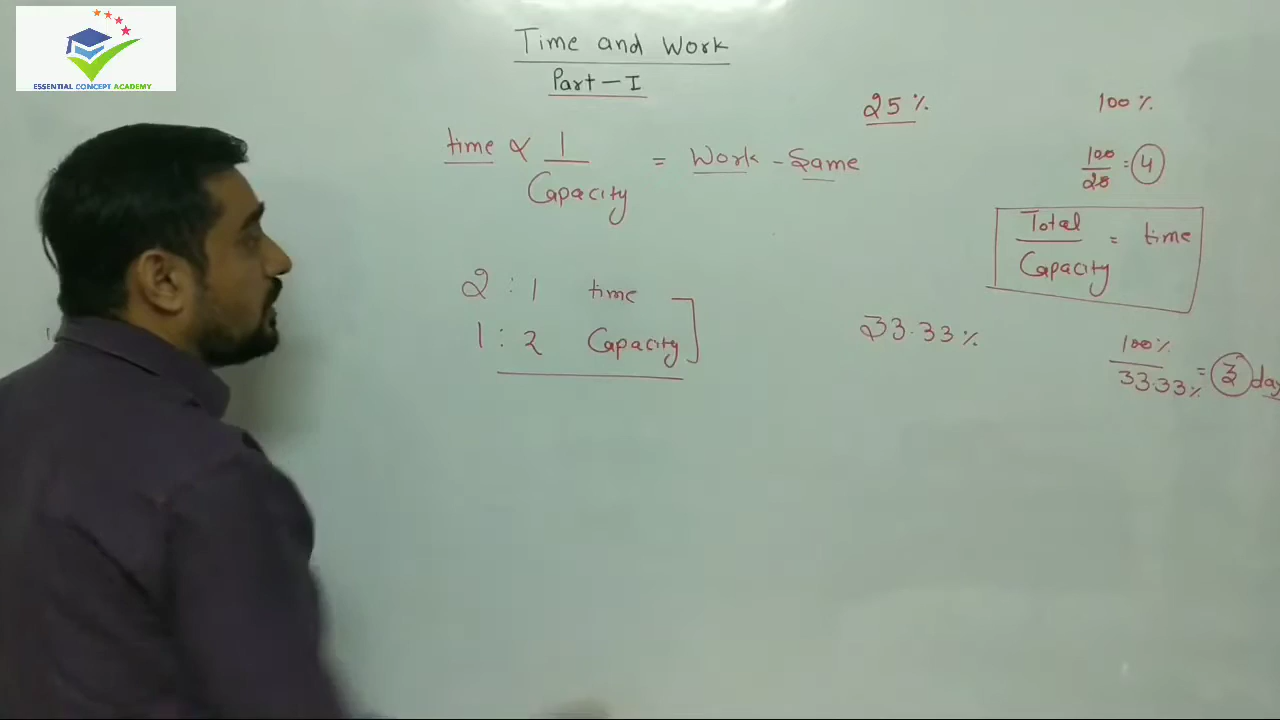 ESSENTIAL CONCEPT ACADEMY
Time and Work
Part-I
time ∝ 1/Capacity = Work - Same
2 : 1 time
1 : 2 Capacity
25%
100%
100/25 = 4
Total/Capacity = time
33.33%
100%/33.33% = 3 day